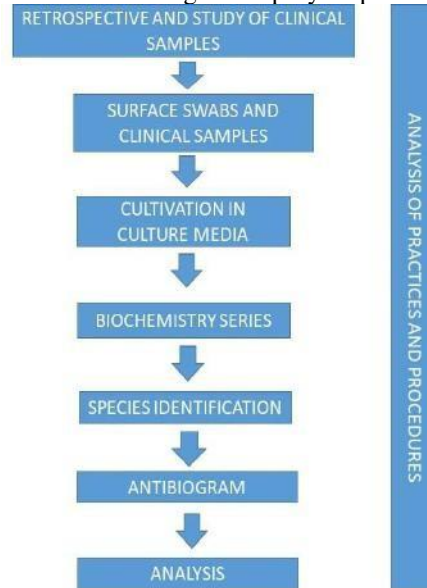 RETROSPECTIVE AND STUDY OF CLINICAL
SAMPLES
SURFACE SWABS AND
CLINICAL SAMPLES
CULTIVATION IN
CULTURE MEDIA
BIOCHEMISTRY SERIES
SPECIES IDENTIFICATION
ANTIBIOGRAM
ANALYSIS
ANALYSIS OF PRACTICES AND PROCEDURES